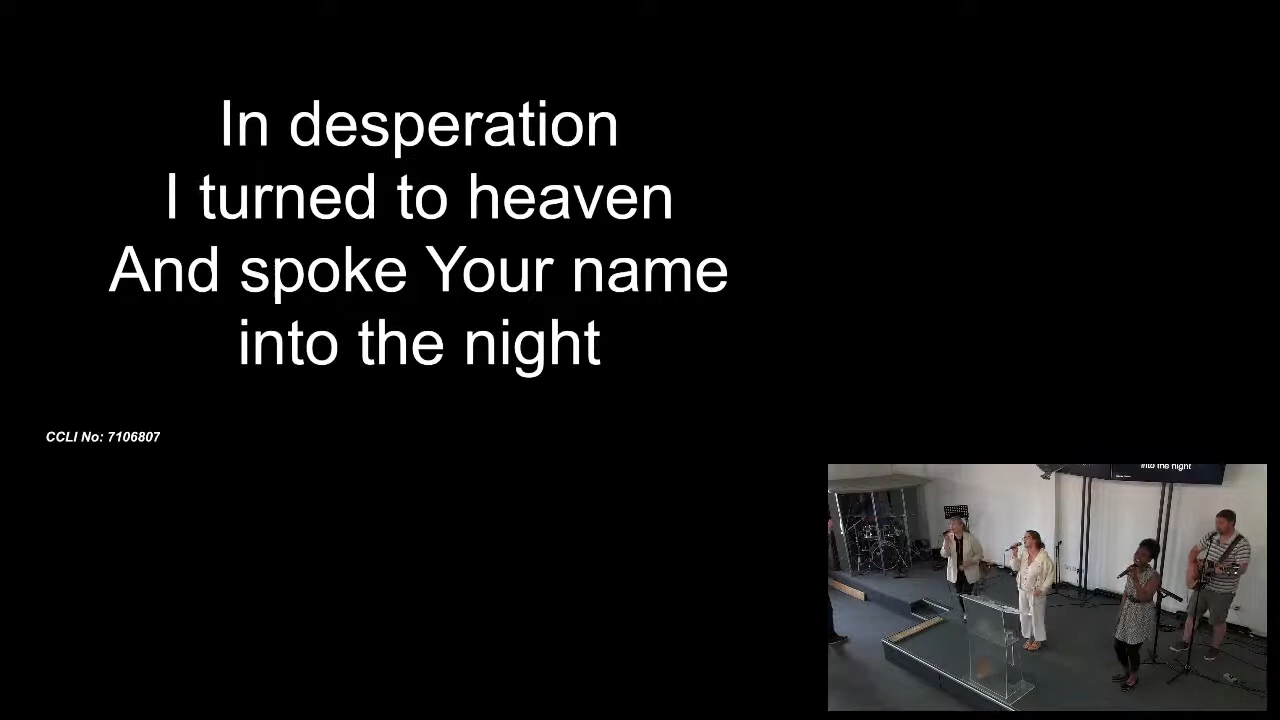 In desperation
I turned to heaven
And spoke Your name
into the night
CCLI No: 7106807
into the night